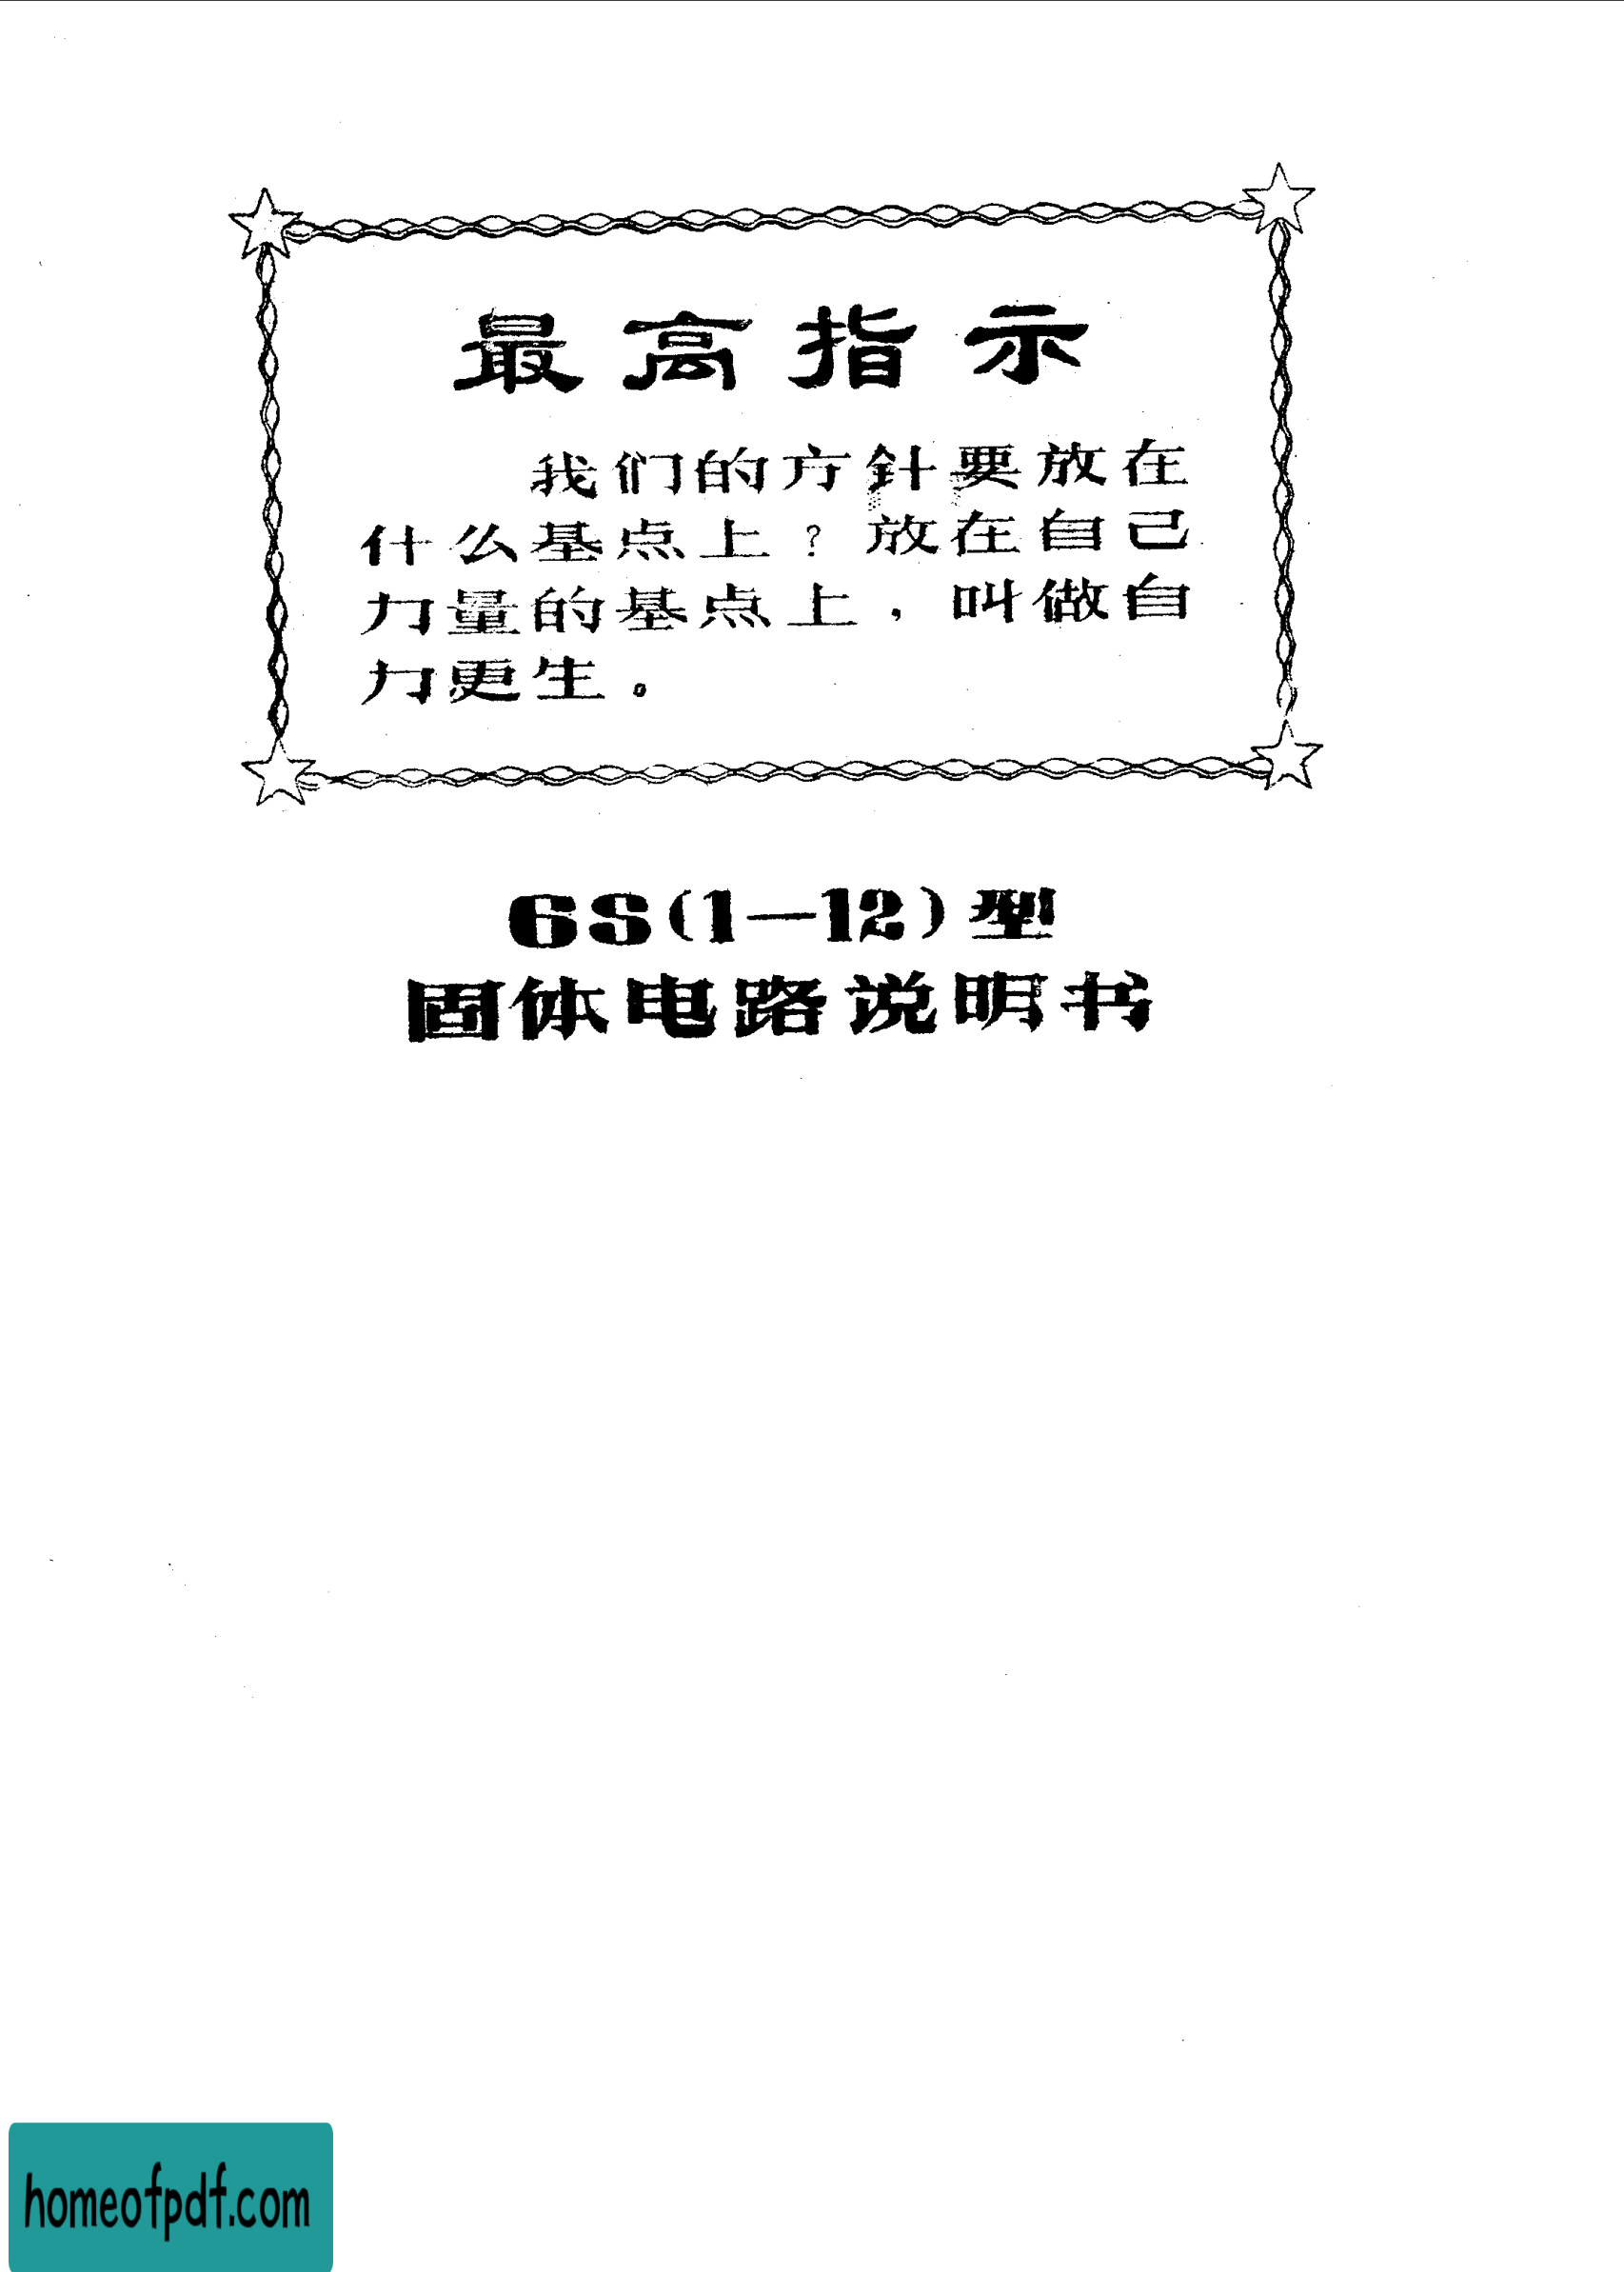 最高指示
我们的方針要放在
什么基点上？放在自己
力量的基点上，叫做自
力更生。
6S(1—12)型
固体电路说明书
homeofpdf.com